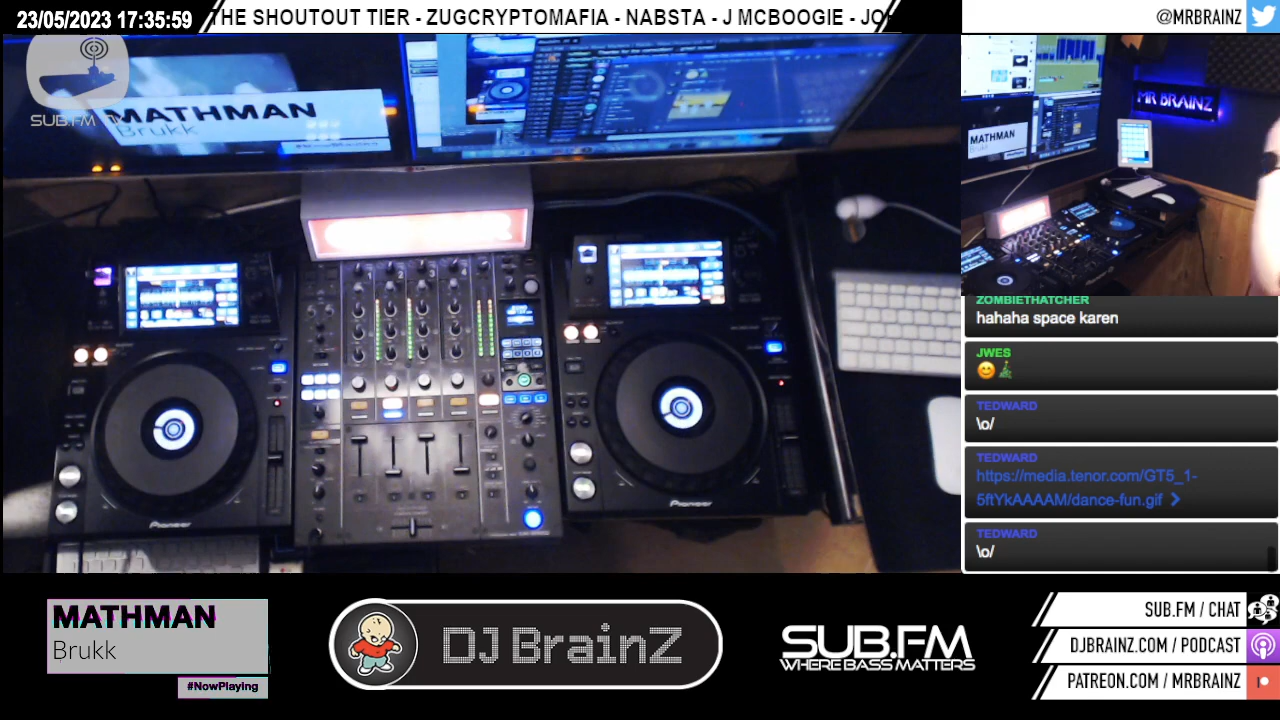 23/05/2023 17:35:59
THE SHOUTOUT TIER - ZUGCRYPTOMAFIA - NABSTA - J MCBOOGIE - JO
@MRBRAINZ
SUB.FM
MATHMAN
Brukk
#NowPlaying
MR BRAINZ
MATHMAN
Brukk
Pioneer
Pioneer
ZOMBIETHATCHER
hahaha space karen
JWES
😊🎄
TEDWARD
\o/
TEDWARD
https://media.tenor.com/GT5_1-
5ftYkAAAAM/dance-fun.gif
TEDWARD
\o/
MATHMAN
Brukk
#NowPlaying
DJ BrainZ
SUB.FM
WHERE BASS MATTERS
SUB.FM / CHAT
DJBRAINZ.COM / PODCAST
PATREON.COM / MRBRAINZ